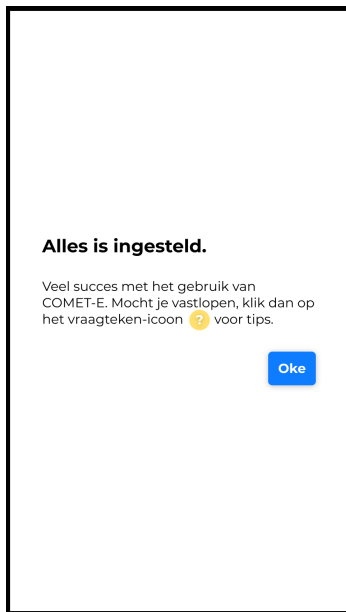 Alles is ingesteld.
Veel succes met het gebruik van
COMET-E. Mocht je vastlopen, klik dan op
het vraagteken-icoon ? voor tips.
Oke